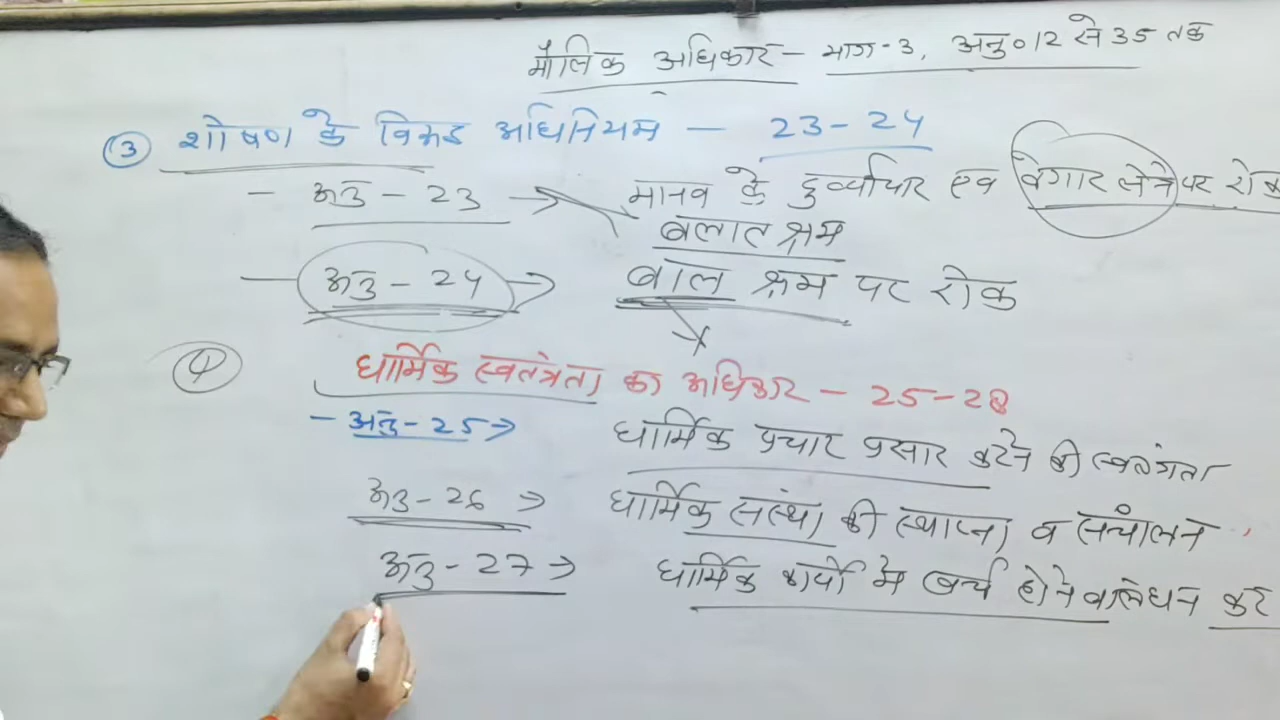 मौलिक अधिकार - भाग-3, अनु० 12 से 35 तक
③ शोषण के विरूद्ध अधिनियम - 23-24
- अनु - 23 → मानव के दुर्व्यापार एव बेगार लेने पर रोक
बलात श्रम
- अनु - 24 → बाल श्रम पर रोक
④ धार्मिक स्वतंत्रता का अधिकार - 25-28
- अनु - 25 → धार्मिक प्रचार प्रसार करने की स्वतंत्रता
अनु - 26 → धार्मिक संस्था की स्थापना व संचालन
अनु - 27 → धार्मिक कार्यो मे खर्च होने वाले धन कर